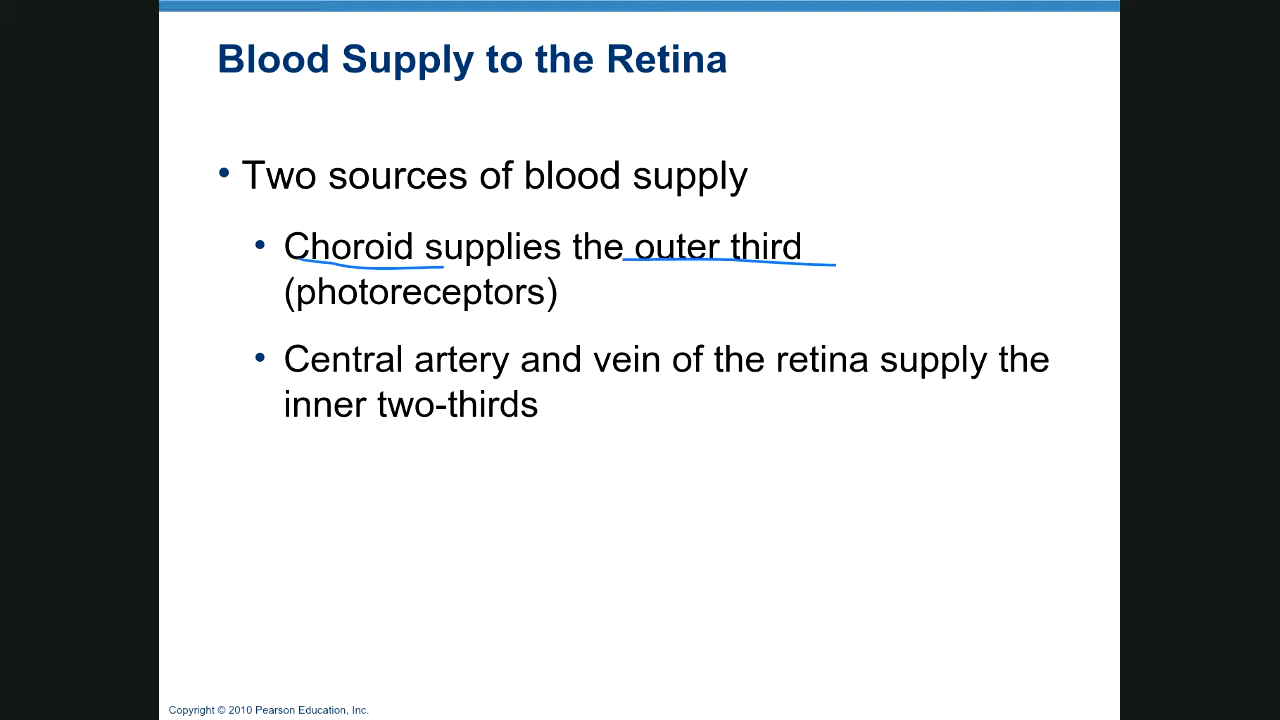 Blood Supply to the Retina
• Two sources of blood supply
• Choroid supplies the outer third
(photoreceptors)
• Central artery and vein of the retina supply the
inner two-thirds
Copyright © 2010 Pearson Education, Inc.